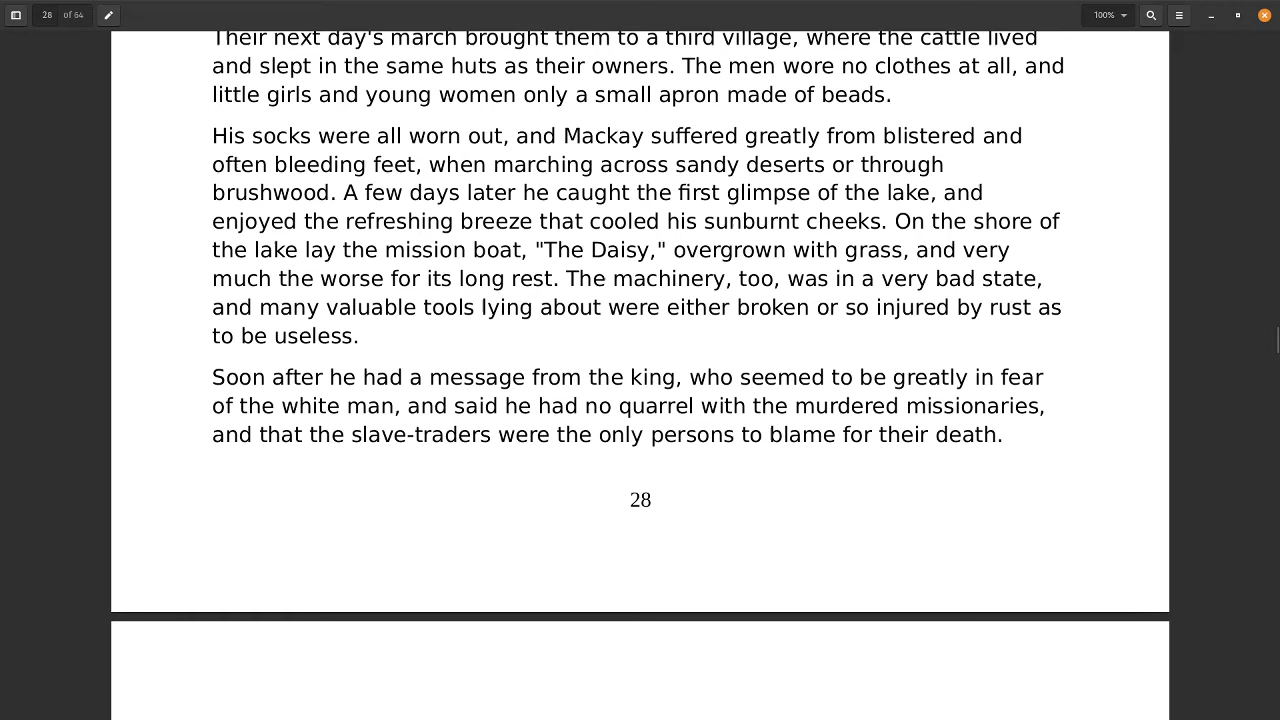 28 of 64
100%
Their next day's march brought them to a third village, where the cattle lived
and slept in the same huts as their owners. The men wore no clothes at all, and
little girls and young women only a small apron made of beads.
His socks were all worn out, and Mackay suffered greatly from blistered and
often bleeding feet, when marching across sandy deserts or through
brushwood. A few days later he caught the first glimpse of the lake, and
enjoyed the refreshing breeze that cooled his sunburnt cheeks. On the shore of
the lake lay the mission boat, "The Daisy," overgrown with grass, and very
much the worse for its long rest. The machinery, too, was in a very bad state,
and many valuable tools lying about were either broken or so injured by rust as
to be useless.
Soon after he had a message from the king, who seemed to be greatly in fear
of the white man, and said he had no quarrel with the murdered missionaries,
and that the slave-traders were the only persons to blame for their death.
28